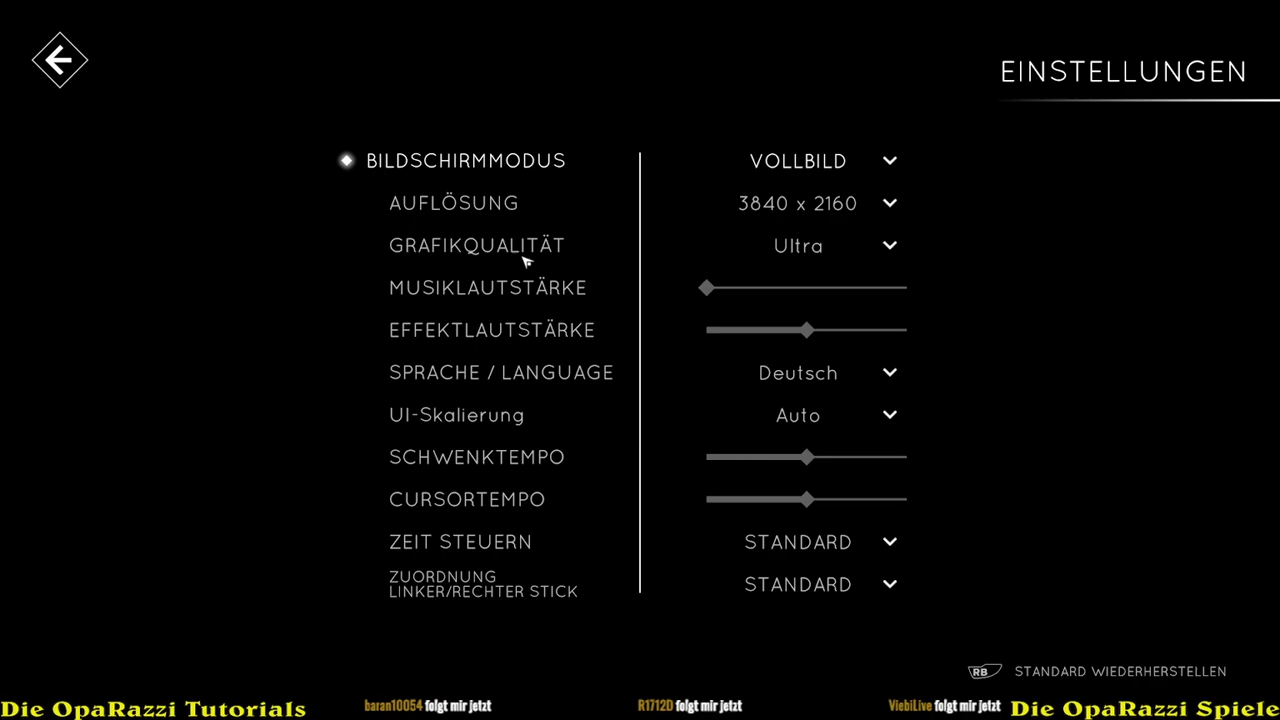 EINSTELLUNGEN
BILDSCHIRMMODUS VOLLBILD
AUFLÖSUNG 3840 x 2160
GRAFIKQUALITÄT Ultra
MUSIKLAUTSTÄRKE
EFFEKTLAUTSTÄRKE
SPRACHE / LANGUAGE Deutsch
UI-Skalierung Auto
SCHWENKTEMPO
CURSORTEMPO
ZEIT STEUERN STANDARD
ZUORDNUNG
LINKER/RECHTER STICK STANDARD
RB STANDARD WIEDERHERSTELLEN
Die OpaRazzi Tutorials baran10054 folgt mir jetzt R1712D folgt mir jetzt ViebiLive folgt mir jetzt Die OpaRazzi Spiele